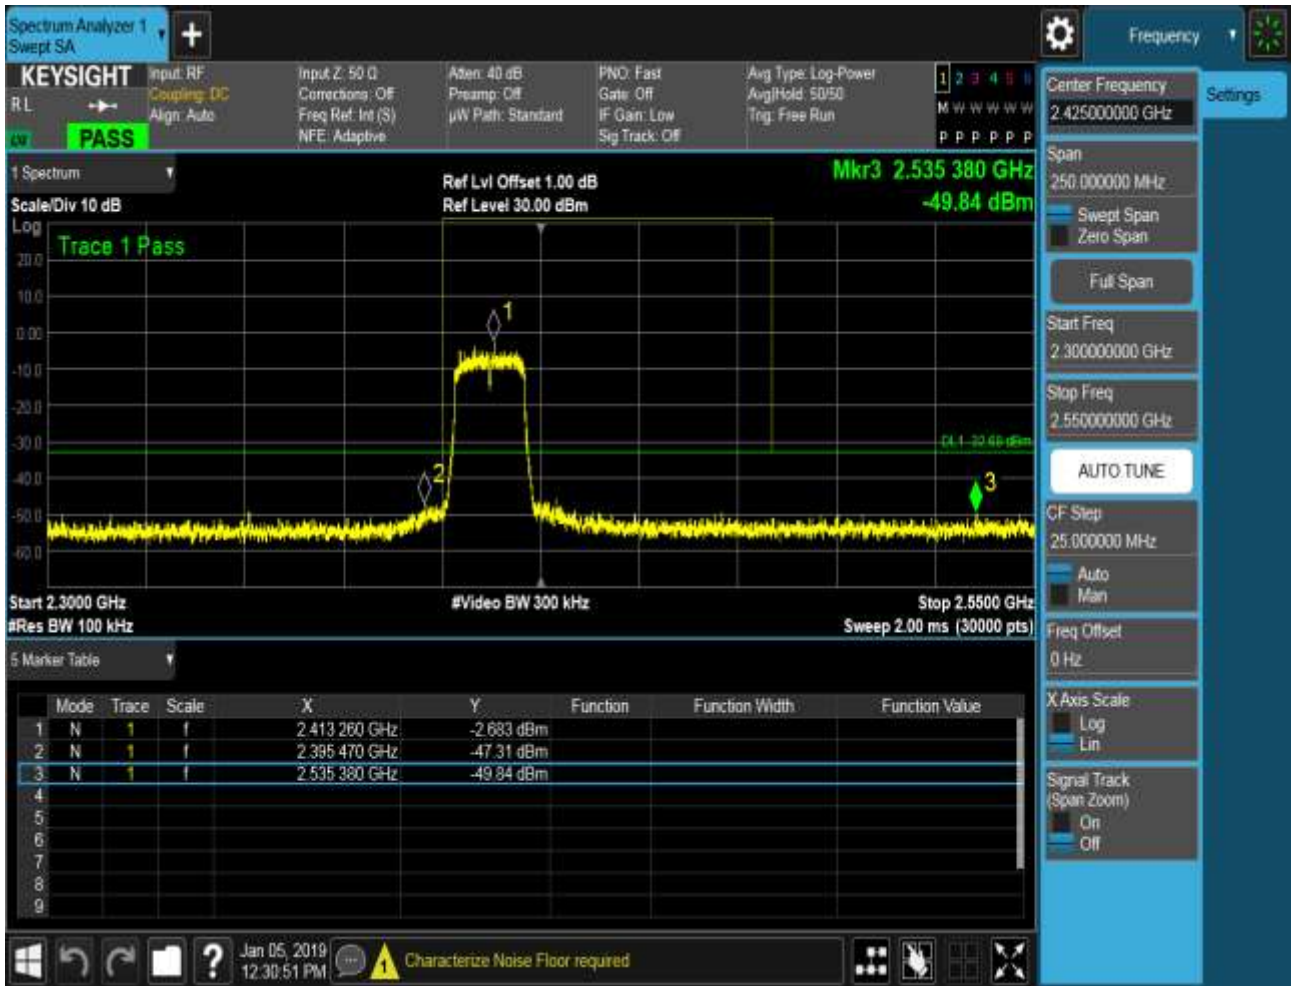 Spectrum Analyzer 1
Swept SA
Frequency
KEYSIGHT
R L
PASS
Input: RF
Coupling: DC
Align: Auto
Input Z: 50 Ω
Corrections: Off
Freq Ref: Int (S)
NFE: Adaptive
Atten: 40 dB
Preamp: Off
µW Path: Standard
PNO: Fast
Gate: Off
IF Gain: Low
Sig Track: Off
Avg Type: Log-Power
Avg|Hold: 50/50
Trig: Free Run
1 2 3 4 5 6
M W W W W W
P P P P P P
1 Spectrum
Scale/Div 10 dB
Ref Lvl Offset 1.00 dB
Ref Level 30.00 dBm
Mkr3 2.535 380 GHz
-49.84 dBm
Log
Trace 1 Pass
20.0
10.0
0.00
-10.0
-20.0
-30.0
-40.0
-50.0
-60.0
1
2
3
DL1 -32.68 dBm
Start 2.3000 GHz
#Video BW 300 kHz
Stop 2.5500 GHz
#Res BW 100 kHz
Sweep 2.00 ms (30000 pts)
5 Marker Table
Mode Trace Scale X Y Function Function Width Function Value
1 N 1 f 2.413 260 GHz -2.683 dBm
2 N 1 f 2.395 470 GHz -47.31 dBm
3 N 1 f 2.535 380 GHz -49.84 dBm
4
5
6
7
8
9
Jan 05, 2019
12:30:51 PM
1
Characterize Noise Floor required
Settings
Center Frequency
2.425000000 GHz
Span
250.000000 MHz
Swept Span
Zero Span
Full Span
Start Freq
2.300000000 GHz
Stop Freq
2.550000000 GHz
AUTO TUNE
CF Step
25.000000 MHz
Auto
Man
Freq Offset
0 Hz
X Axis Scale
Log
Lin
Signal Track
(Span Zoom)
On
Off